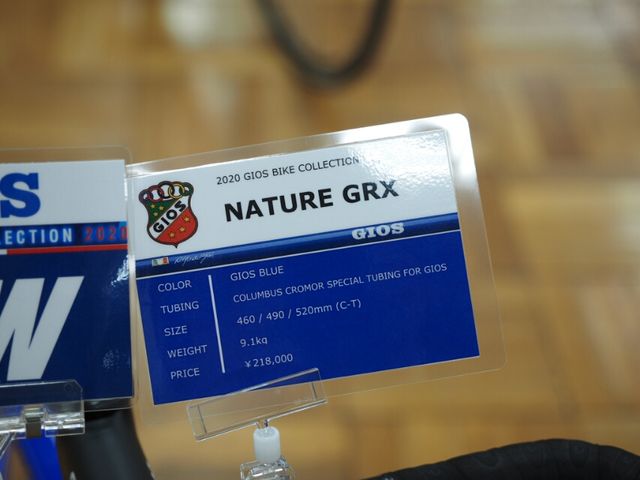 S
LLECTION 2020
W
2020 GIOS BIKE COLLECTION
NATURE GRX
GIOS
GIOS
COLOR GIOS BLUE
TUBING COLUMBUS CROMOR SPECIAL TUBING FOR GIOS
SIZE 460 / 490 / 520mm (C-T)
WEIGHT 9.1kg
PRICE ¥218,000